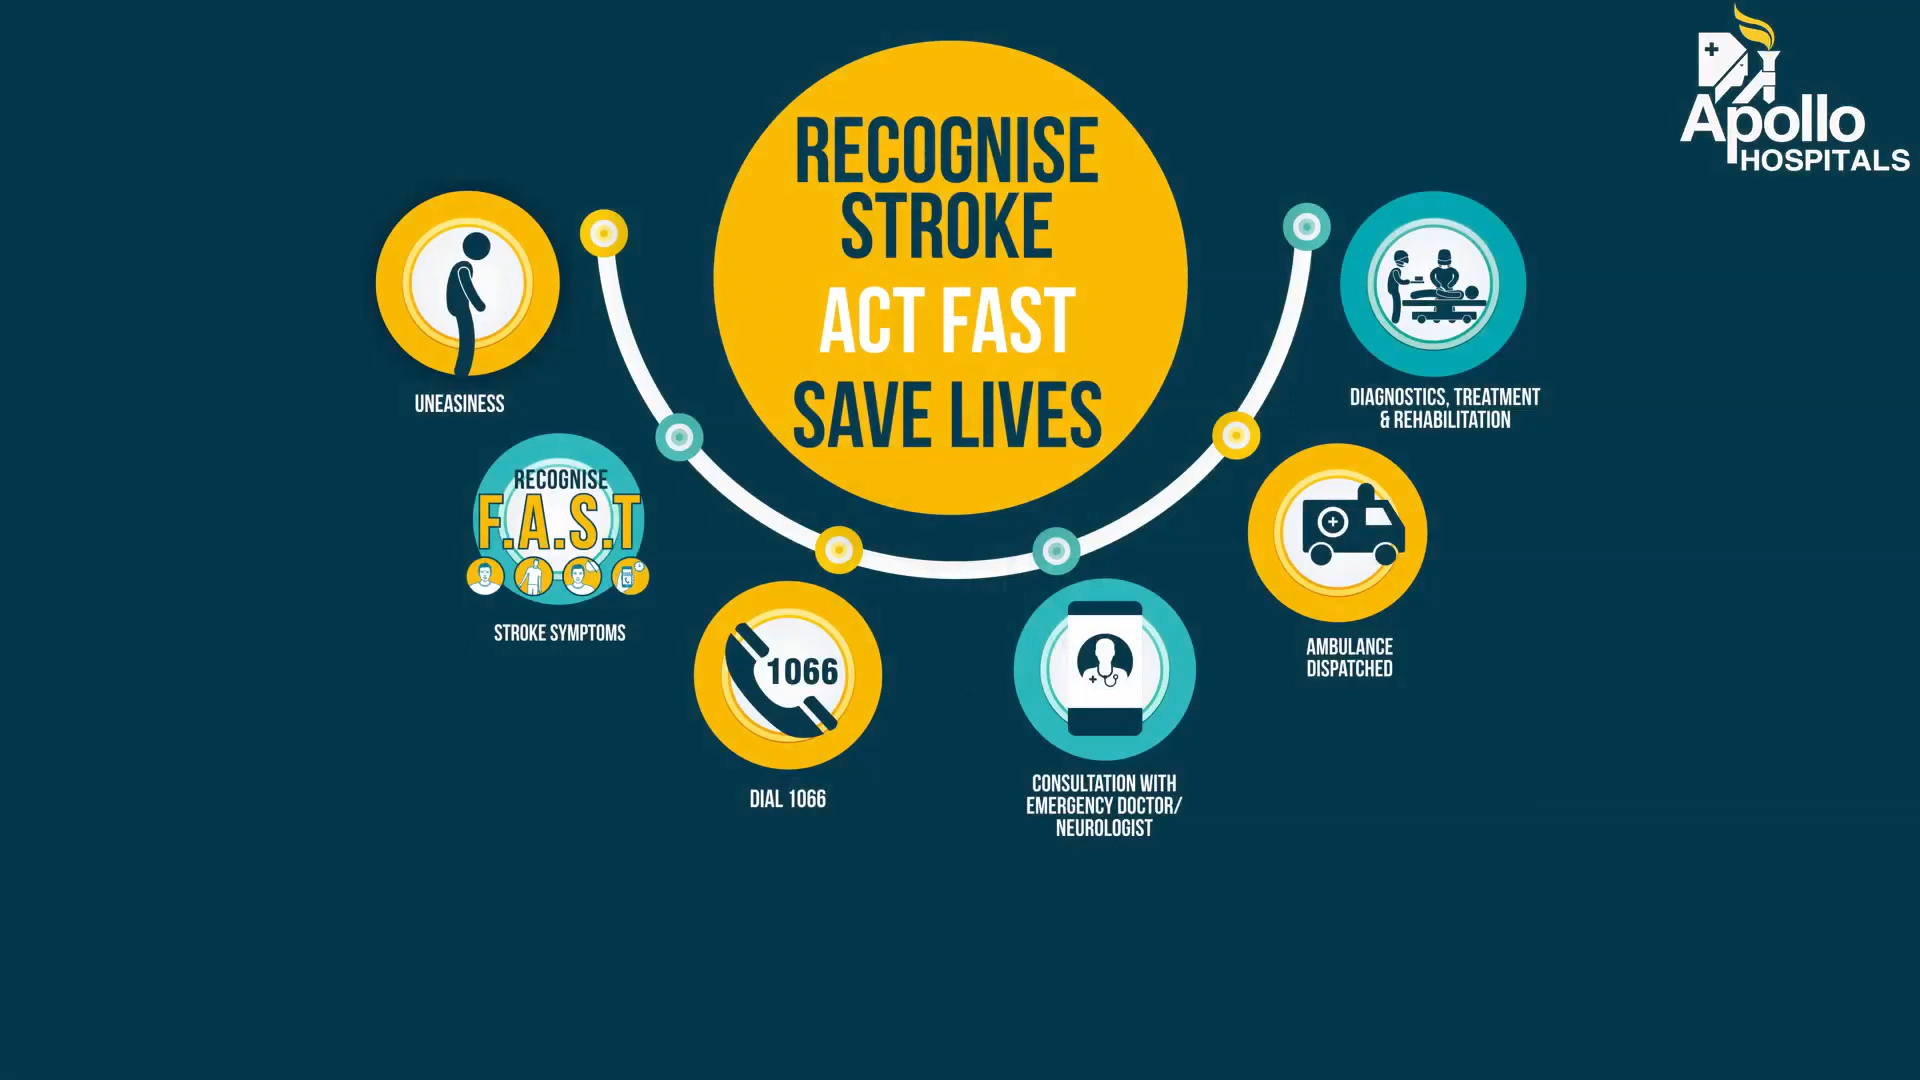 RECOGNISE
STROKE
ACT FAST
SAVE LIVES
Apollo
HOSPITALS
UNEASINESS
RECOGNISE
F.A.S.T
STROKE SYMPTOMS
1066
DIAL 1066
CONSULTATION WITH
EMERGENCY DOCTOR/
NEUROLOGIST
AMBULANCE
DISPATCHED
DIAGNOSTICS, TREATMENT
& REHABILITATION